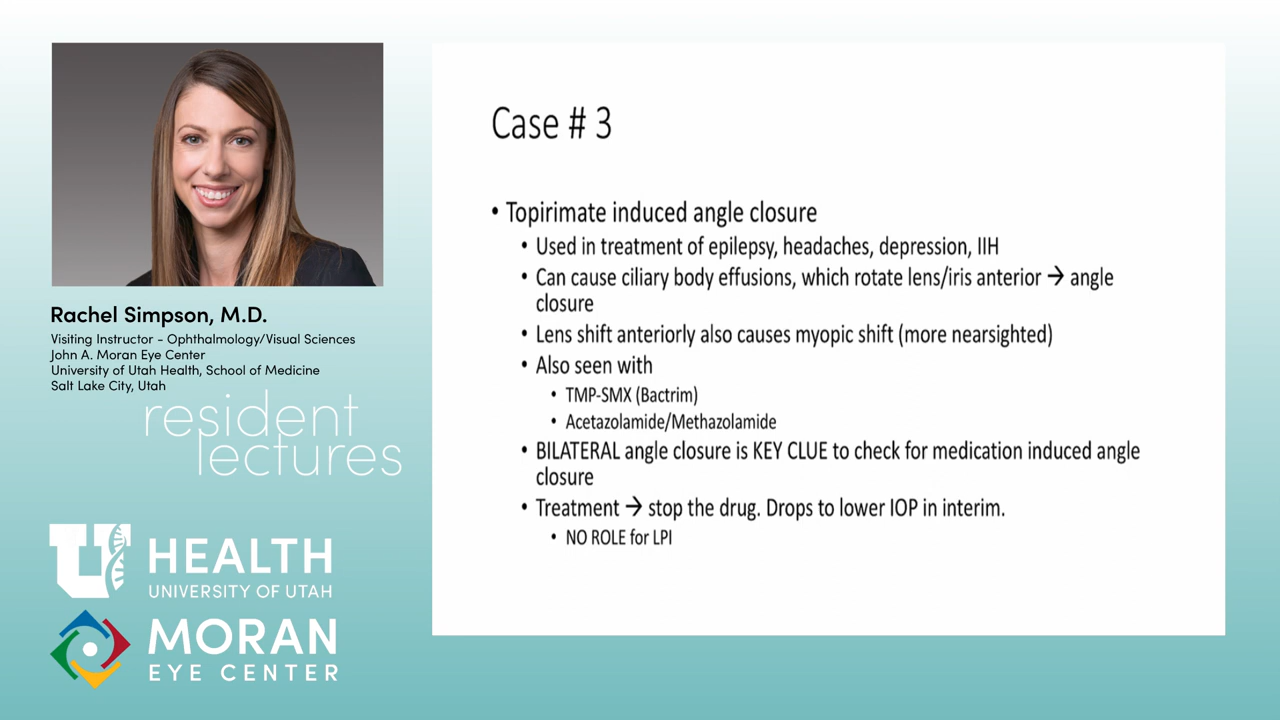 Rachel Simpson, M.D.
Visiting Instructor - Ophthalmology/Visual Sciences
John A. Moran Eye Center
University of Utah Health, School of Medicine
Salt Lake City, Utah
resident
lectures
U HEALTH
UNIVERSITY OF UTAH
MORAN
EYE CENTER
Case # 3
• Topirimate induced angle closure
• Used in treatment of epilepsy, headaches, depression, IIH
• Can cause ciliary body effusions, which rotate lens/iris anterior → angle
closure
• Lens shift anteriorly also causes myopic shift (more nearsighted)
• Also seen with
• TMP-SMX (Bactrim)
• Acetazolamide/Methazolamide
• BILATERAL angle closure is KEY CLUE to check for medication induced angle
closure
• Treatment → stop the drug. Drops to lower IOP in interim.
• NO ROLE for LPI